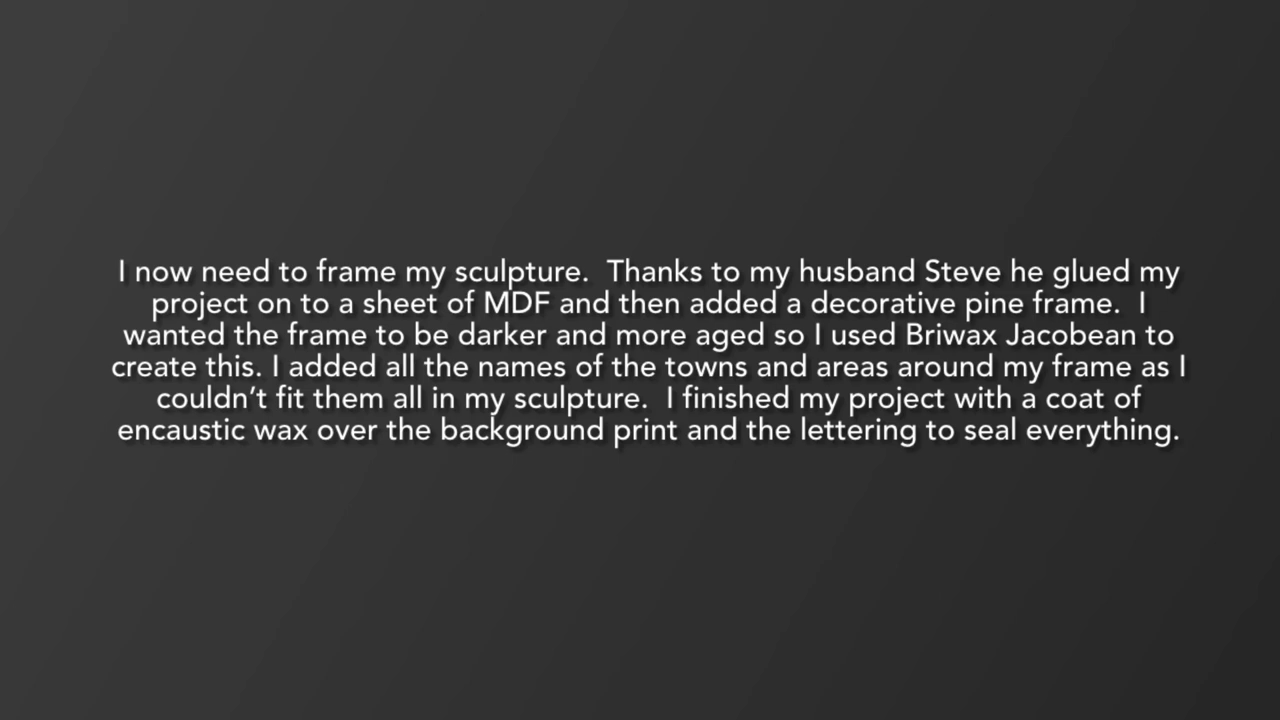 I now need to frame my sculpture.  Thanks to my husband Steve he glued my
project on to a sheet of MDF and then added a decorative pine frame.  I
wanted the frame to be darker and more aged so I used Briwax Jacobean to
create this. I added all the names of the towns and areas around my frame as I
couldn’t fit them all in my sculpture.  I finished my project with a coat of
encaustic wax over the background print and the lettering to seal everything.